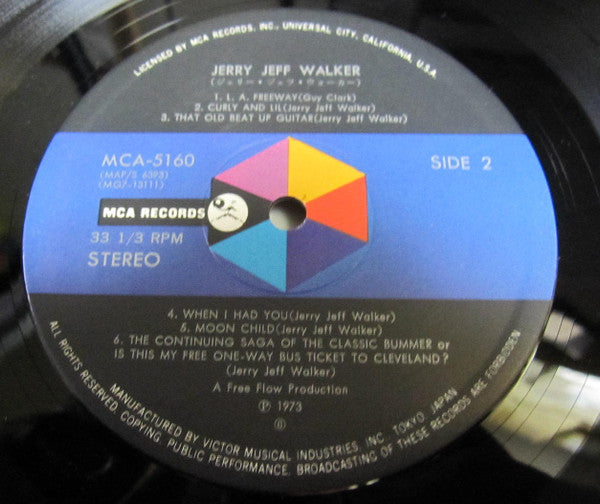 LICENSED BY MCA RECORDS, INC., UNIVERSAL CITY, CALIFORNIA, U.S.A.
JERRY JEFF WALKER
(ジェリー・ジェフ・ウォーカー)
1. L. A. FREEWAY(Guy Clark)
2. CURLY AND LIL(Jerry Jeff Walker)
3. THAT OLD BEAT UP GUITAR(Jerry Jeff Walker)
MCA-5160
(MAP/S 6393)
(MG7-13111)
SIDE 2
MCA RECORDS
33 1/3 RPM
STEREO
4. WHEN I HAD YOU(Jerry Jeff Walker)
5. MOON CHILD(Jerry Jeff Walker)
6. THE CONTINUING SAGA OF THE CLASSIC BUMMER or
IS THIS MY FREE ONE-WAY BUS TICKET TO CLEVELAND?
(Jerry Jeff Walker)
A Free Flow Production
Ⓟ 1973
MANUFACTURED BY VICTOR MUSICAL INDUSTRIES, INC. TOKYO, JAPAN
ALL RIGHTS RESERVED. COPYING. PUBLIC PERFORMANCE. BROADCASTING OF THESE RECORDS ARE FORBIDDEN